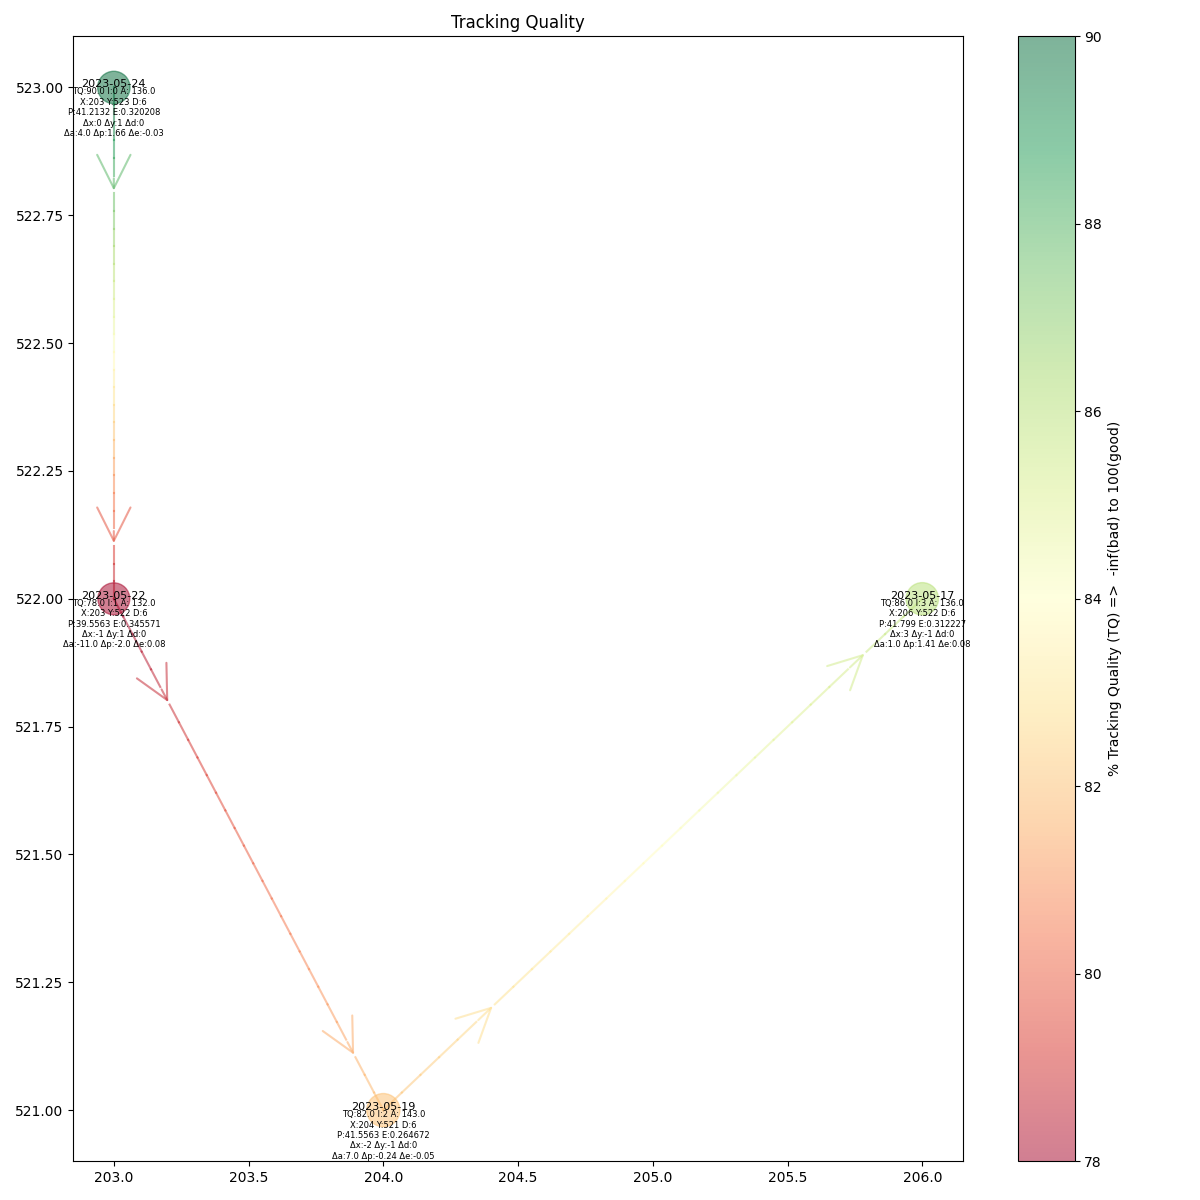 Tracking Quality
2023-05-24
TQ:90.0 I:0 A: 136.0
X:203 Y:523 D:6
P:41.2132 E:0.320208
Δx:0 Δy:1 Δd:0
Δa:4.0 Δp:1.66 Δe:-0.03
2023-05-22
TQ:78.0 I:1 A: 132.0
X:203 Y:522 D:6
P:39.5563 E:0.345571
Δx:-1 Δy:1 Δd:0
Δa:-11.0 Δp:-2.0 Δe:0.08
2023-05-17
TQ:86.0 I:3 A: 136.0
X:206 Y:522 D:6
P:41.799 E:0.312227
Δx:3 Δy:-1 Δd:0
Δa:1.0 Δp:1.41 Δe:0.08
2023-05-19
TQ:82.0 I:2 A: 143.0
X:204 Y:521 D:6
P:41.5563 E:0.264672
Δx:-2 Δy:-1 Δd:0
Δa:7.0 Δp:-0.24 Δe:-0.05
523.00
522.75
522.50
522.25
522.00
521.75
521.50
521.25
521.00
203.0
203.5
204.0
204.5
205.0
205.5
206.0
90
88
86
84
82
80
78
% Tracking Quality (TQ) => -inf(bad) to 100(good)